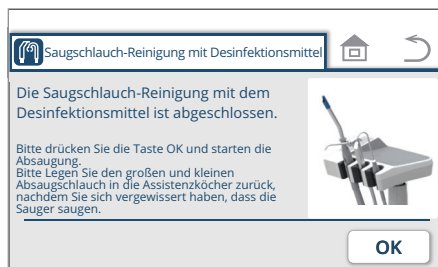 Saugschlauch-Reinigung mit Desinfektionsmittel
Die Saugschlauch-Reinigung mit dem
Desinfektionsmittel ist abgeschlossen.
Bitte drücken Sie die Taste OK und starten die
Absaugung.
Bitte Legen Sie den großen und kleinen
Absaugschlauch in die Assistenzköcher zurück,
nachdem Sie sich vergewissert haben, dass die
Sauger saugen.
OK